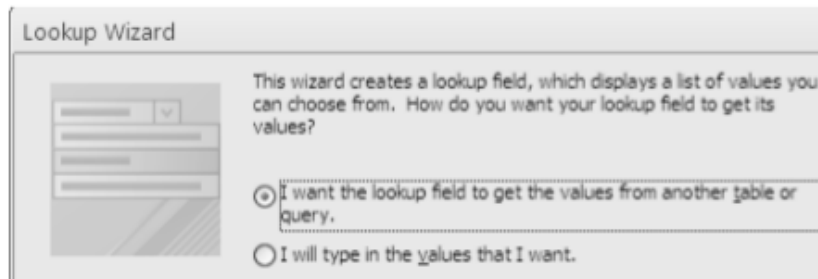 Lookup Wizard
This wizard creates a lookup field, which displays a list of values you
can choose from. How do you want your lookup field to get its
values?
I want the lookup field to get the values from another table or
query.
I will type in the values that I want.